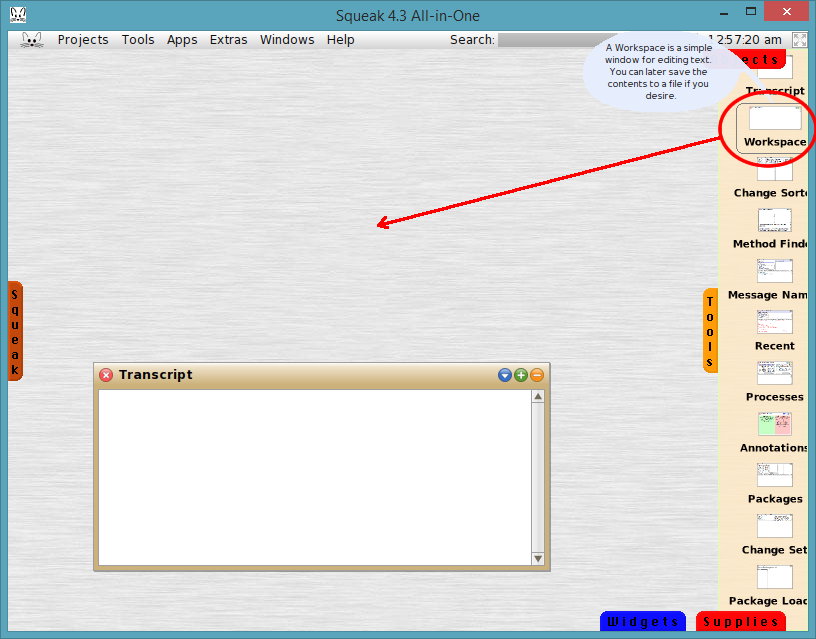 Squeak 4.3 All-in-One
Projects Tools Apps Extras Windows Help Search: 12:57:20 am
A Workspace is a simple
window for editing text.
You can later save the
contents to a file if you
desire.
ects
Transcript
Workspace
Change Sorte
Method Finde
Message Nam
Recent
Processes
Annotations
Packages
Change Set
Package Load
Squeak
Tools
Transcript
Widgets
Supplies